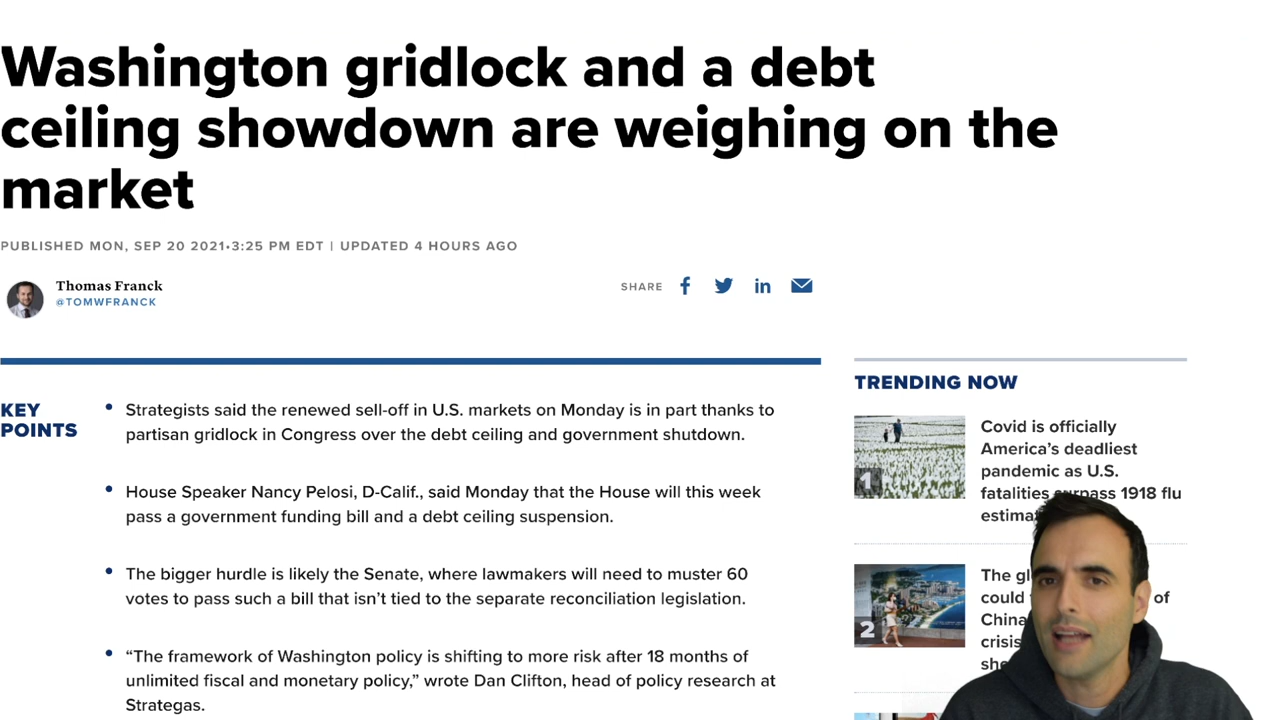 Washington gridlock and a debt
ceiling showdown are weighing on the
market
PUBLISHED MON, SEP 20 2021•3:25 PM EDT | UPDATED 4 HOURS AGO
Thomas Franck
@TOMWFRANCK
SHARE
KEY
POINTS
• Strategists said the renewed sell-off in U.S. markets on Monday is in part thanks to
partisan gridlock in Congress over the debt ceiling and government shutdown.
• House Speaker Nancy Pelosi, D-Calif., said Monday that the House will this week
pass a government funding bill and a debt ceiling suspension.
• The bigger hurdle is likely the Senate, where lawmakers will need to muster 60
votes to pass such a bill that isn’t tied to the separate reconciliation legislation.
• “The framework of Washington policy is shifting to more risk after 18 months of
unlimited fiscal and monetary policy,” wrote Dan Clifton, head of policy research at
Strategas.
TRENDING NOW
1
Covid is officially
America’s deadliest
pandemic as U.S.
fatalities surpass 1918 flu
2
The
could of
China